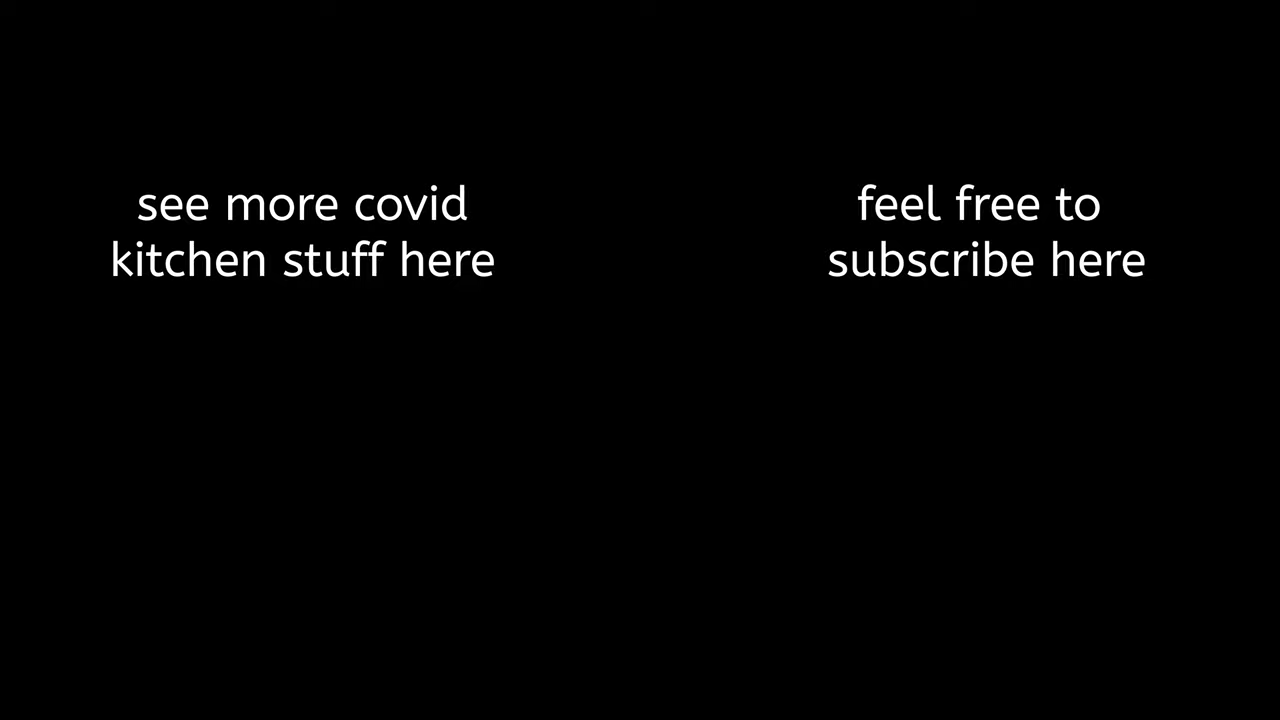 see more covid
kitchen stuff here
feel free to
subscribe here